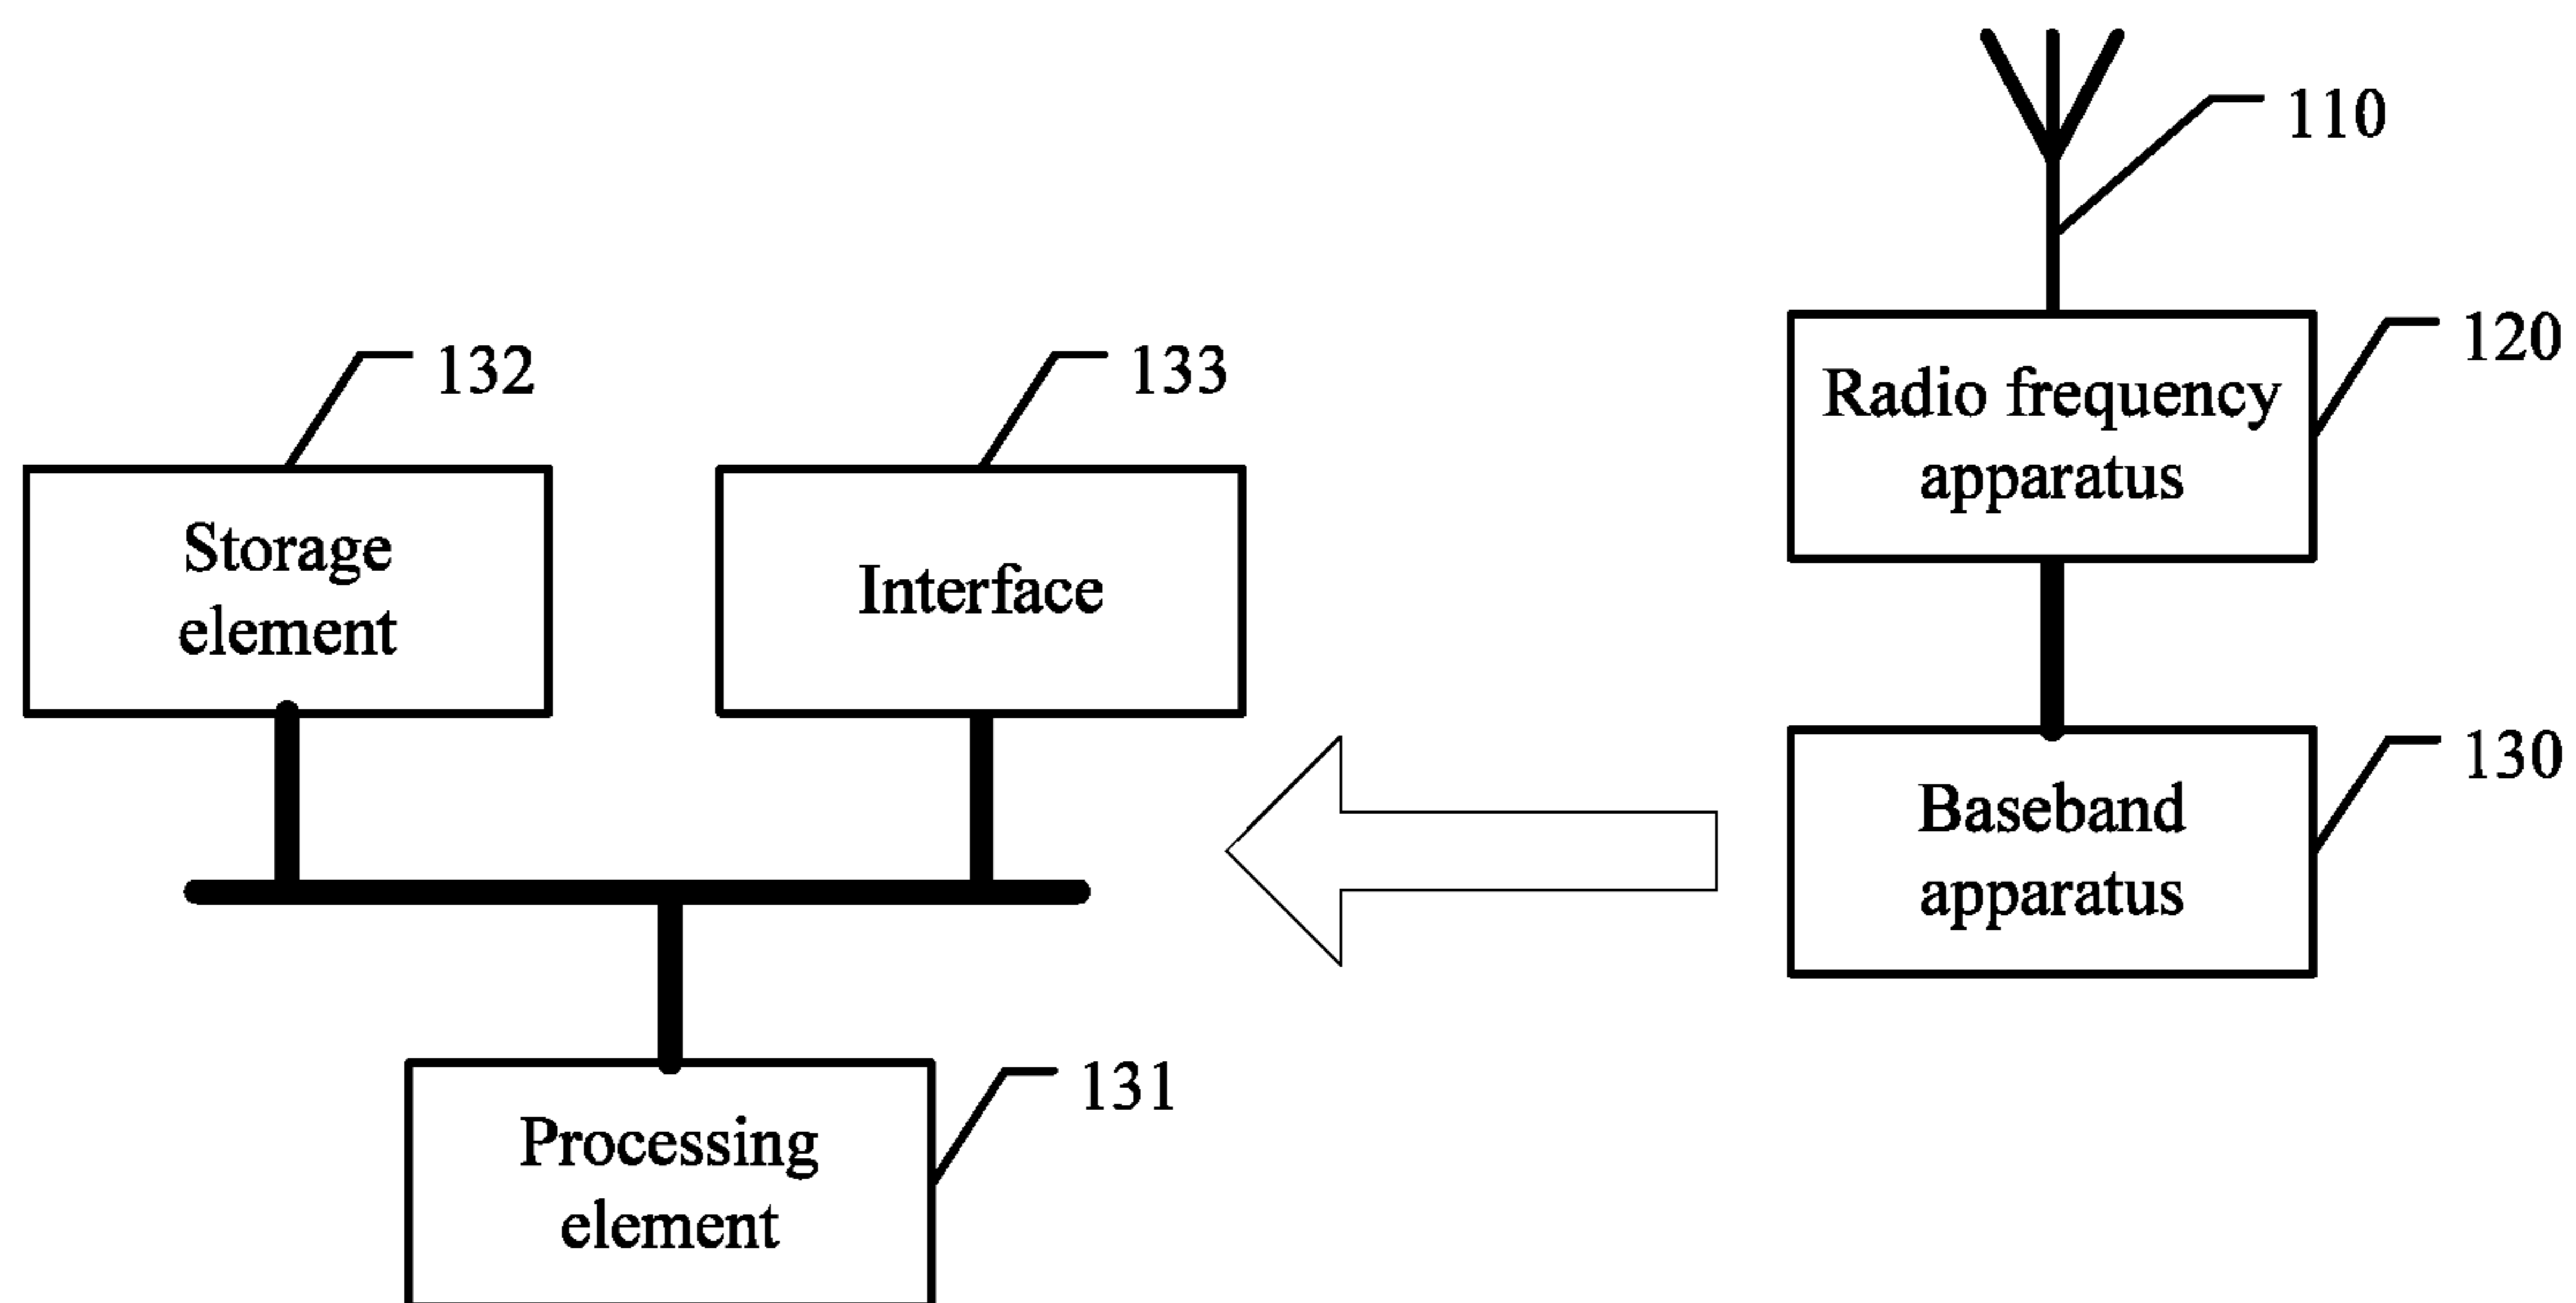 110
120
Radio frequency
apparatus
132
133
Storage
element
Interface
130
Baseband
apparatus
131
Processing
element